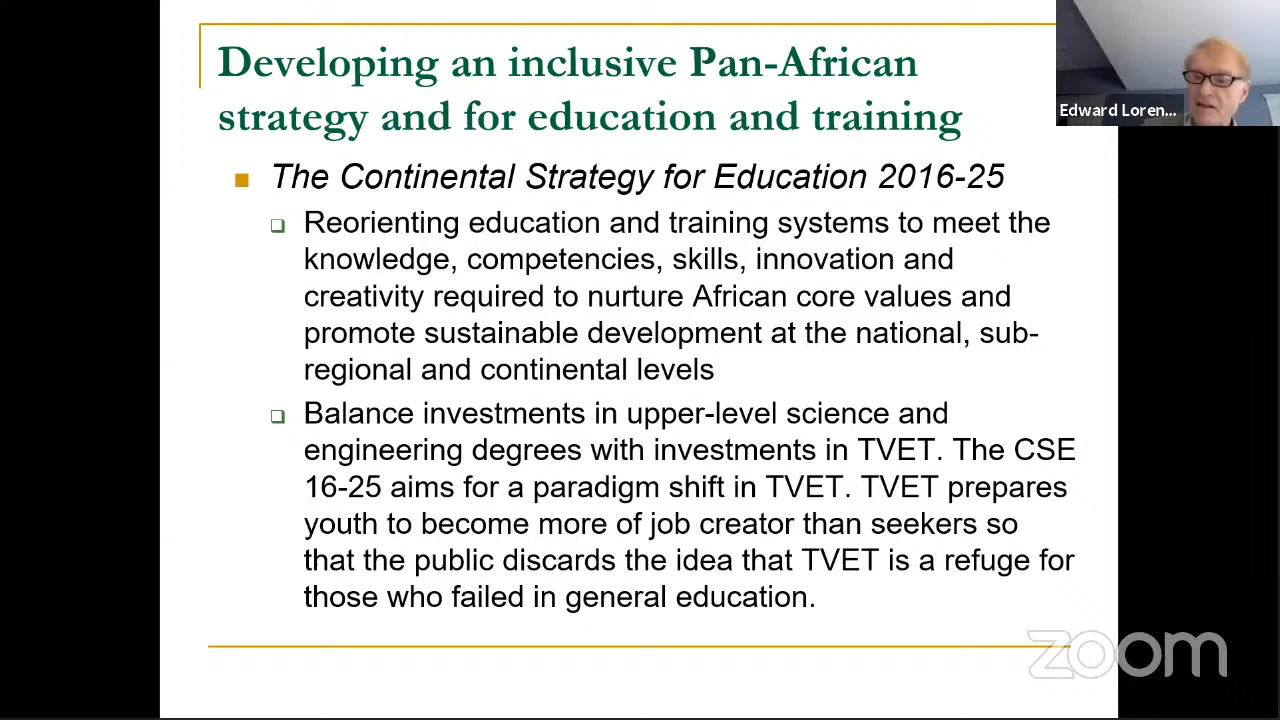 Developing an inclusive Pan-African
strategy and for education and training
The Continental Strategy for Education 2016-25
Reorienting education and training systems to meet the
knowledge, competencies, skills, innovation and
creativity required to nurture African core values and
promote sustainable development at the national, sub-
regional and continental levels
Balance investments in upper-level science and
engineering degrees with investments in TVET. The CSE
16-25 aims for a paradigm shift in TVET. TVET prepares
youth to become more of job creator than seekers so
that the public discards the idea that TVET is a refuge for
those who failed in general education.
Edward Loren...
zoom